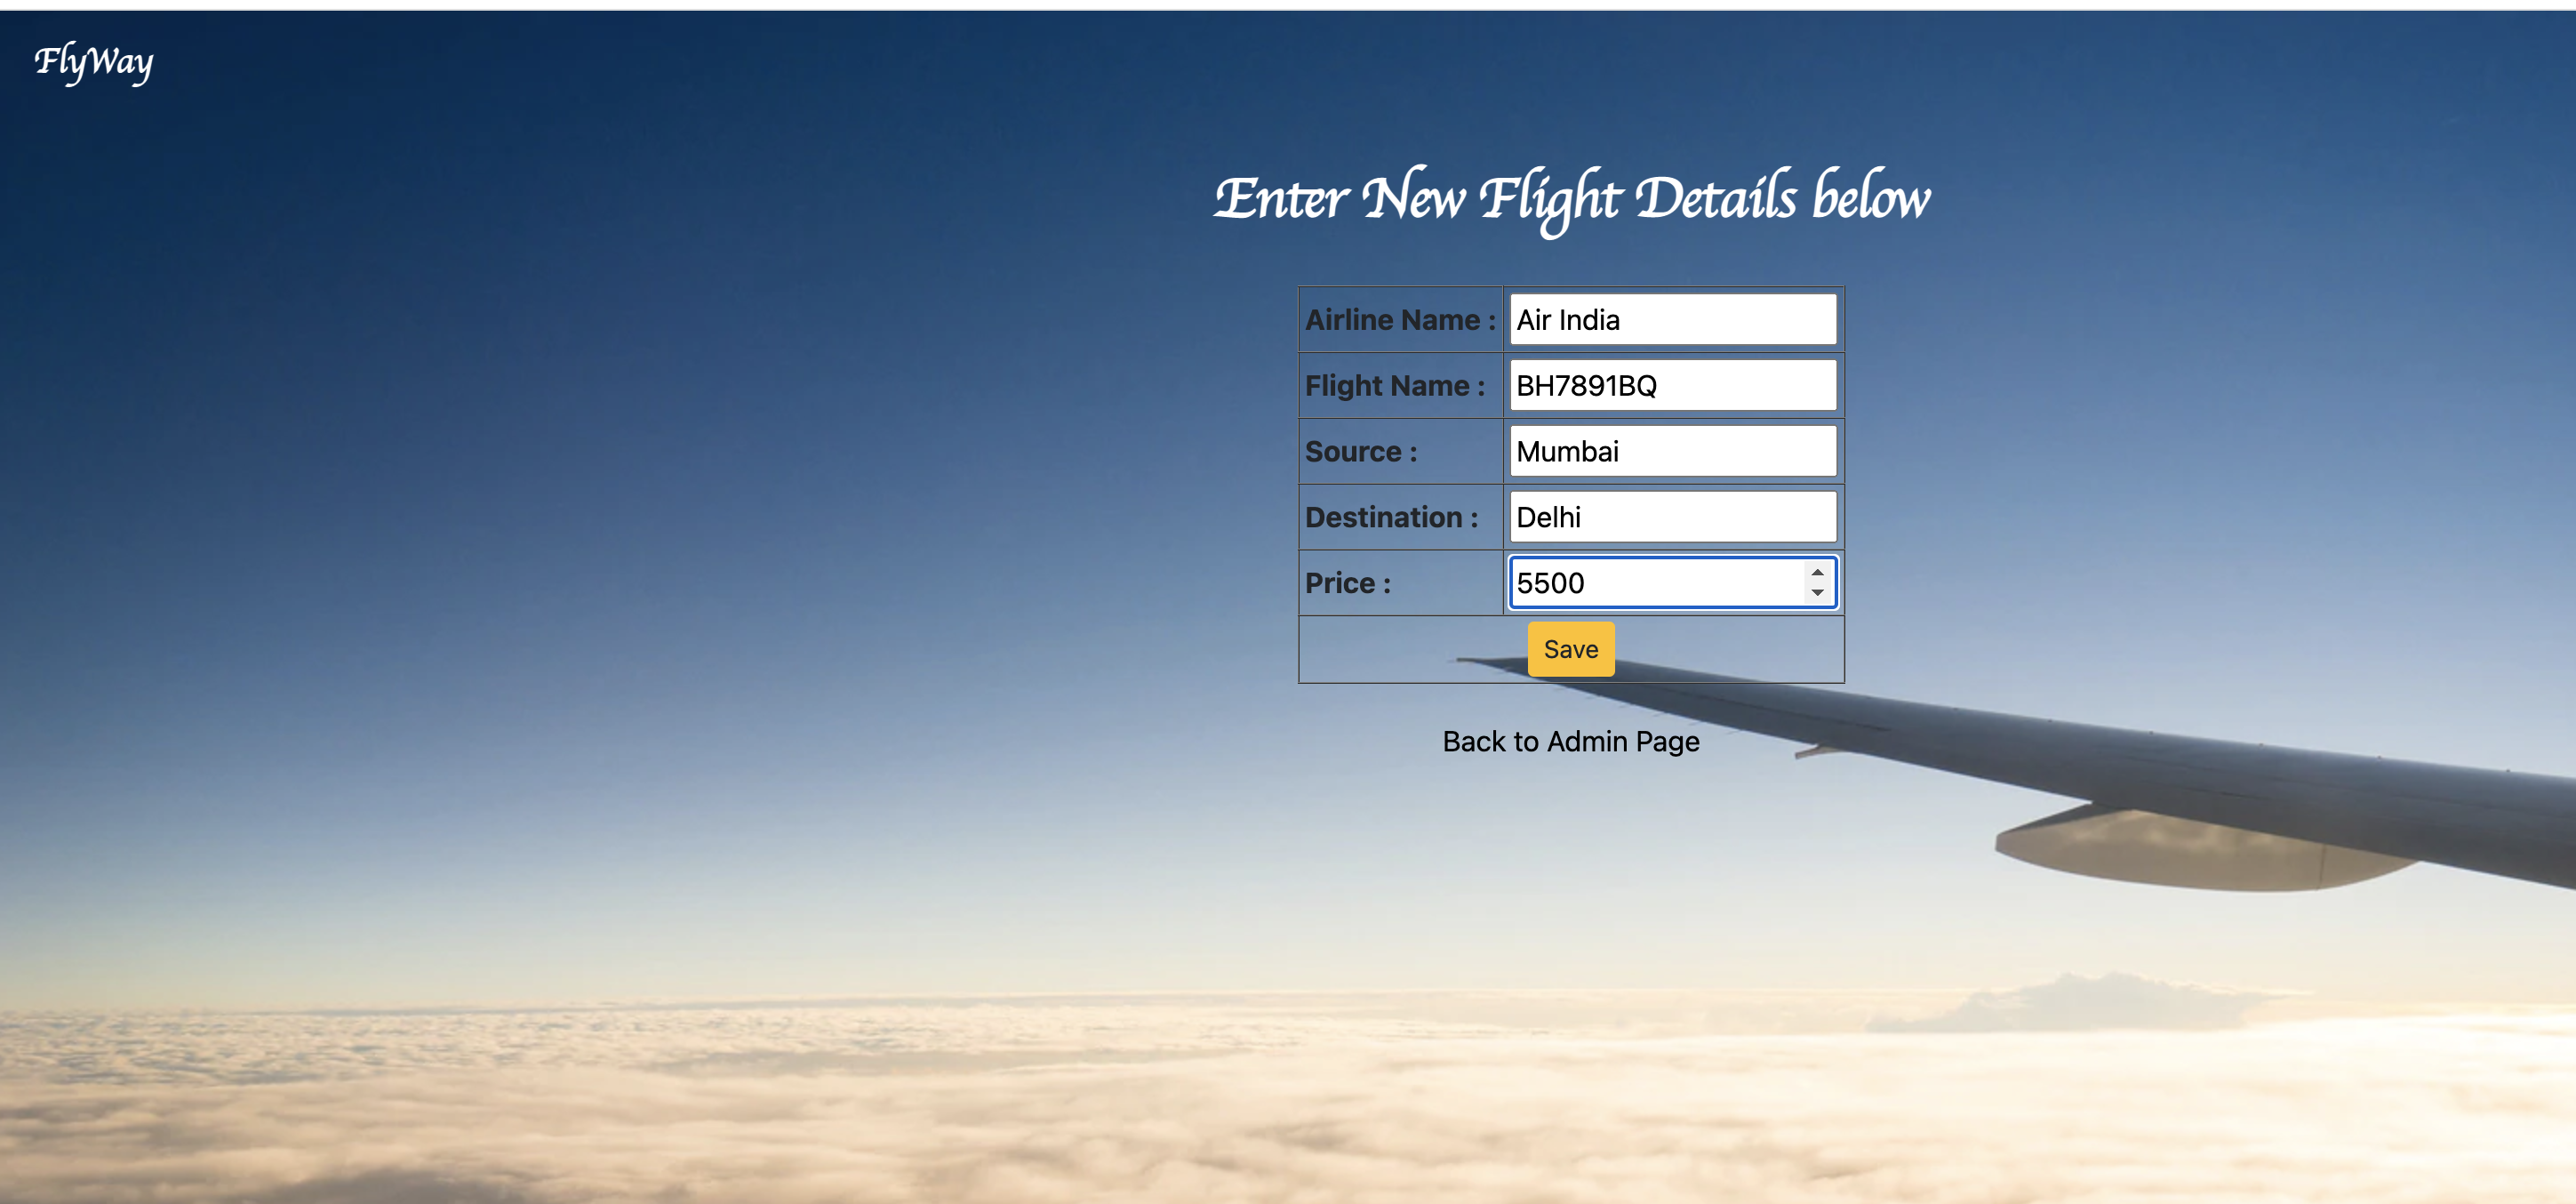 FlyWay
Enter New Flight Details below
Airline Name : Air India
Flight Name : BH7891BQ
Source : Mumbai
Destination : Delhi
Price : 5500
Save
Back to Admin Page